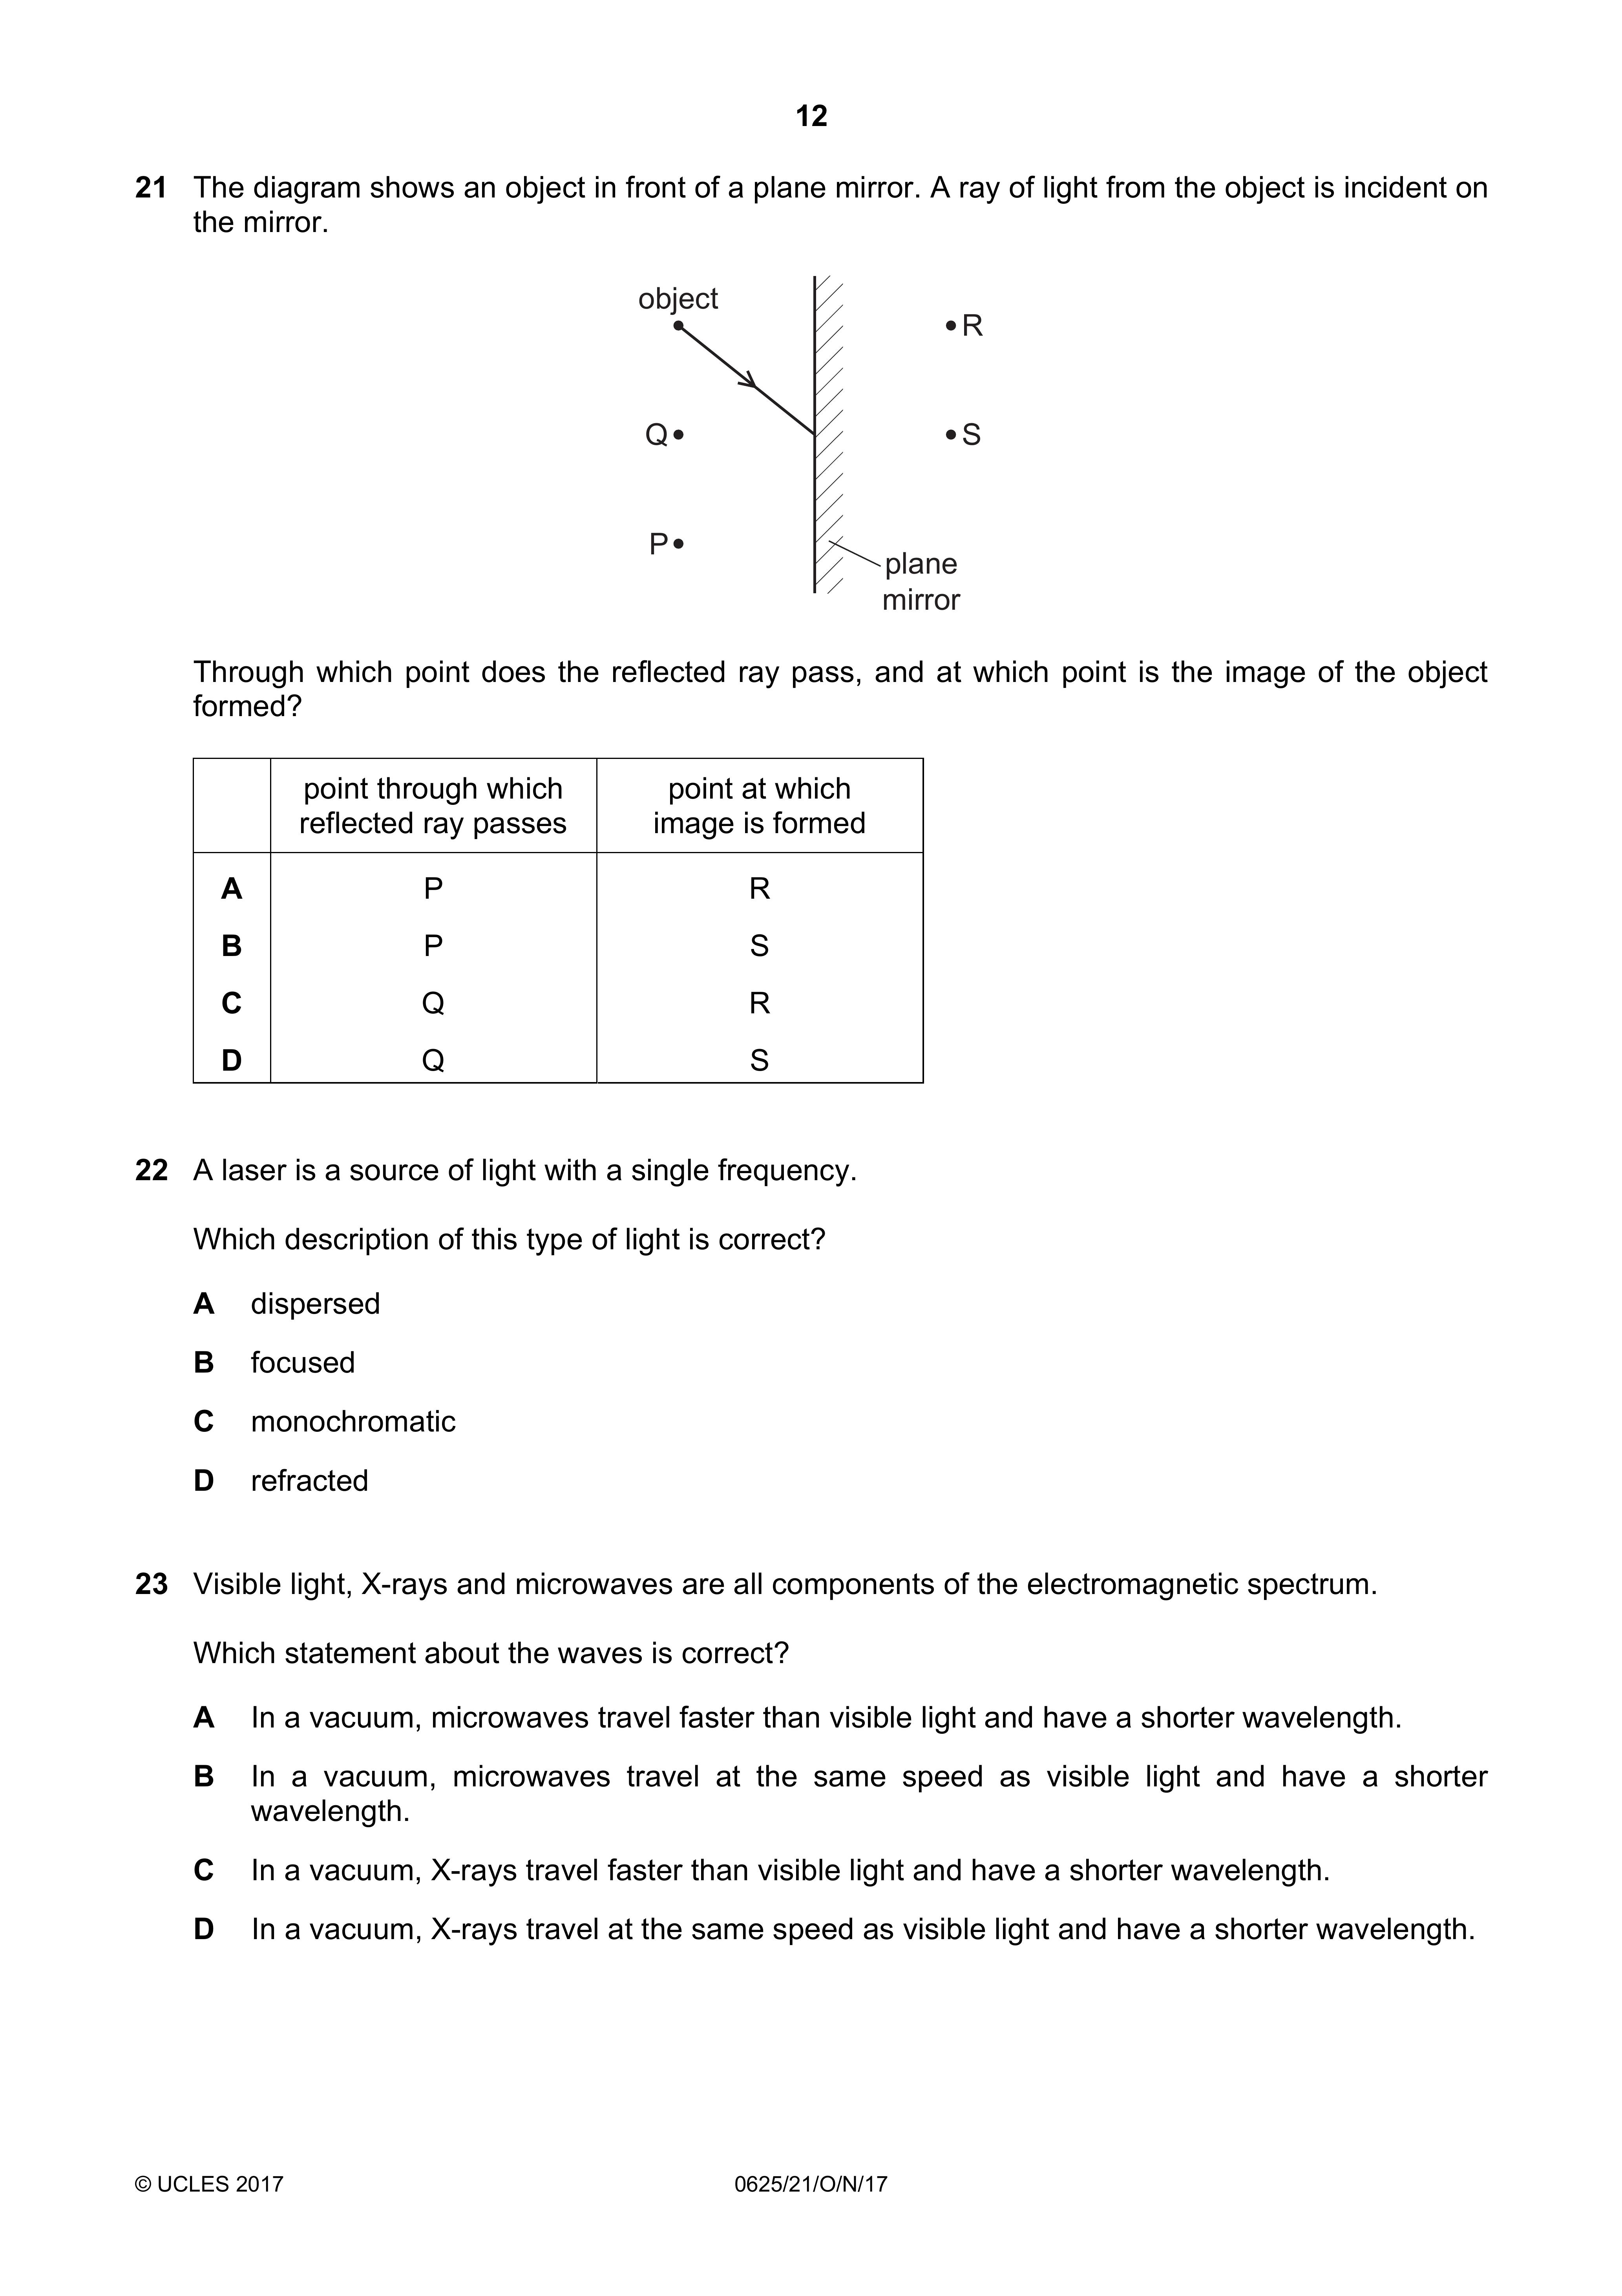 12
21 The diagram shows an object in front of a plane mirror. A ray of light from the object is incident on
the mirror.
object
R
Q
S
P
plane
mirror
Through which point does the reflected ray pass, and at which point is the image of the object
formed?
point through which
reflected ray passes
point at which
image is formed
A P R
B P S
C Q R
D Q S
22 A laser is a source of light with a single frequency.
Which description of this type of light is correct?
A dispersed
B focused
C monochromatic
D refracted
23 Visible light, X-rays and microwaves are all components of the electromagnetic spectrum.
Which statement about the waves is correct?
A In a vacuum, microwaves travel faster than visible light and have a shorter wavelength.
B In a vacuum, microwaves travel at the same speed as visible light and have a shorter
wavelength.
C In a vacuum, X-rays travel faster than visible light and have a shorter wavelength.
D In a vacuum, X-rays travel at the same speed as visible light and have a shorter wavelength.
© UCLES 2017 0625/21/O/N/17